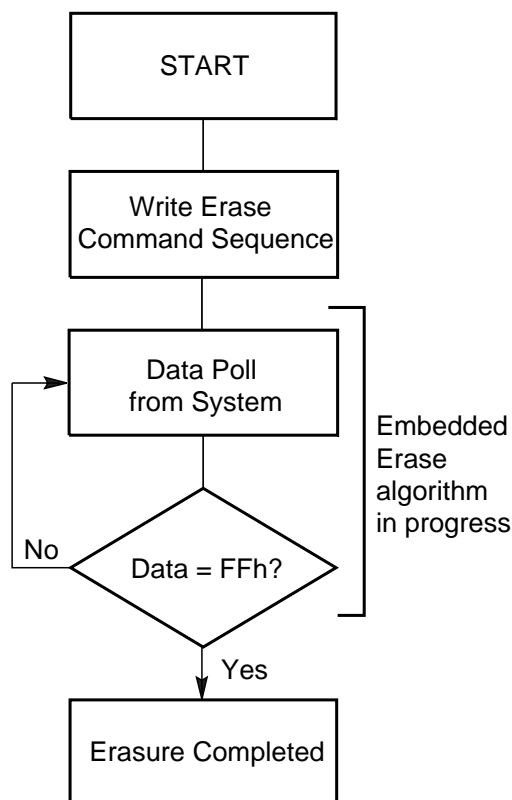 START
Write Erase
Command Sequence
Data Poll
from System
Embedded
Erase
algorithm
in progress
No
Data = FFh?
Yes
Erasure Completed